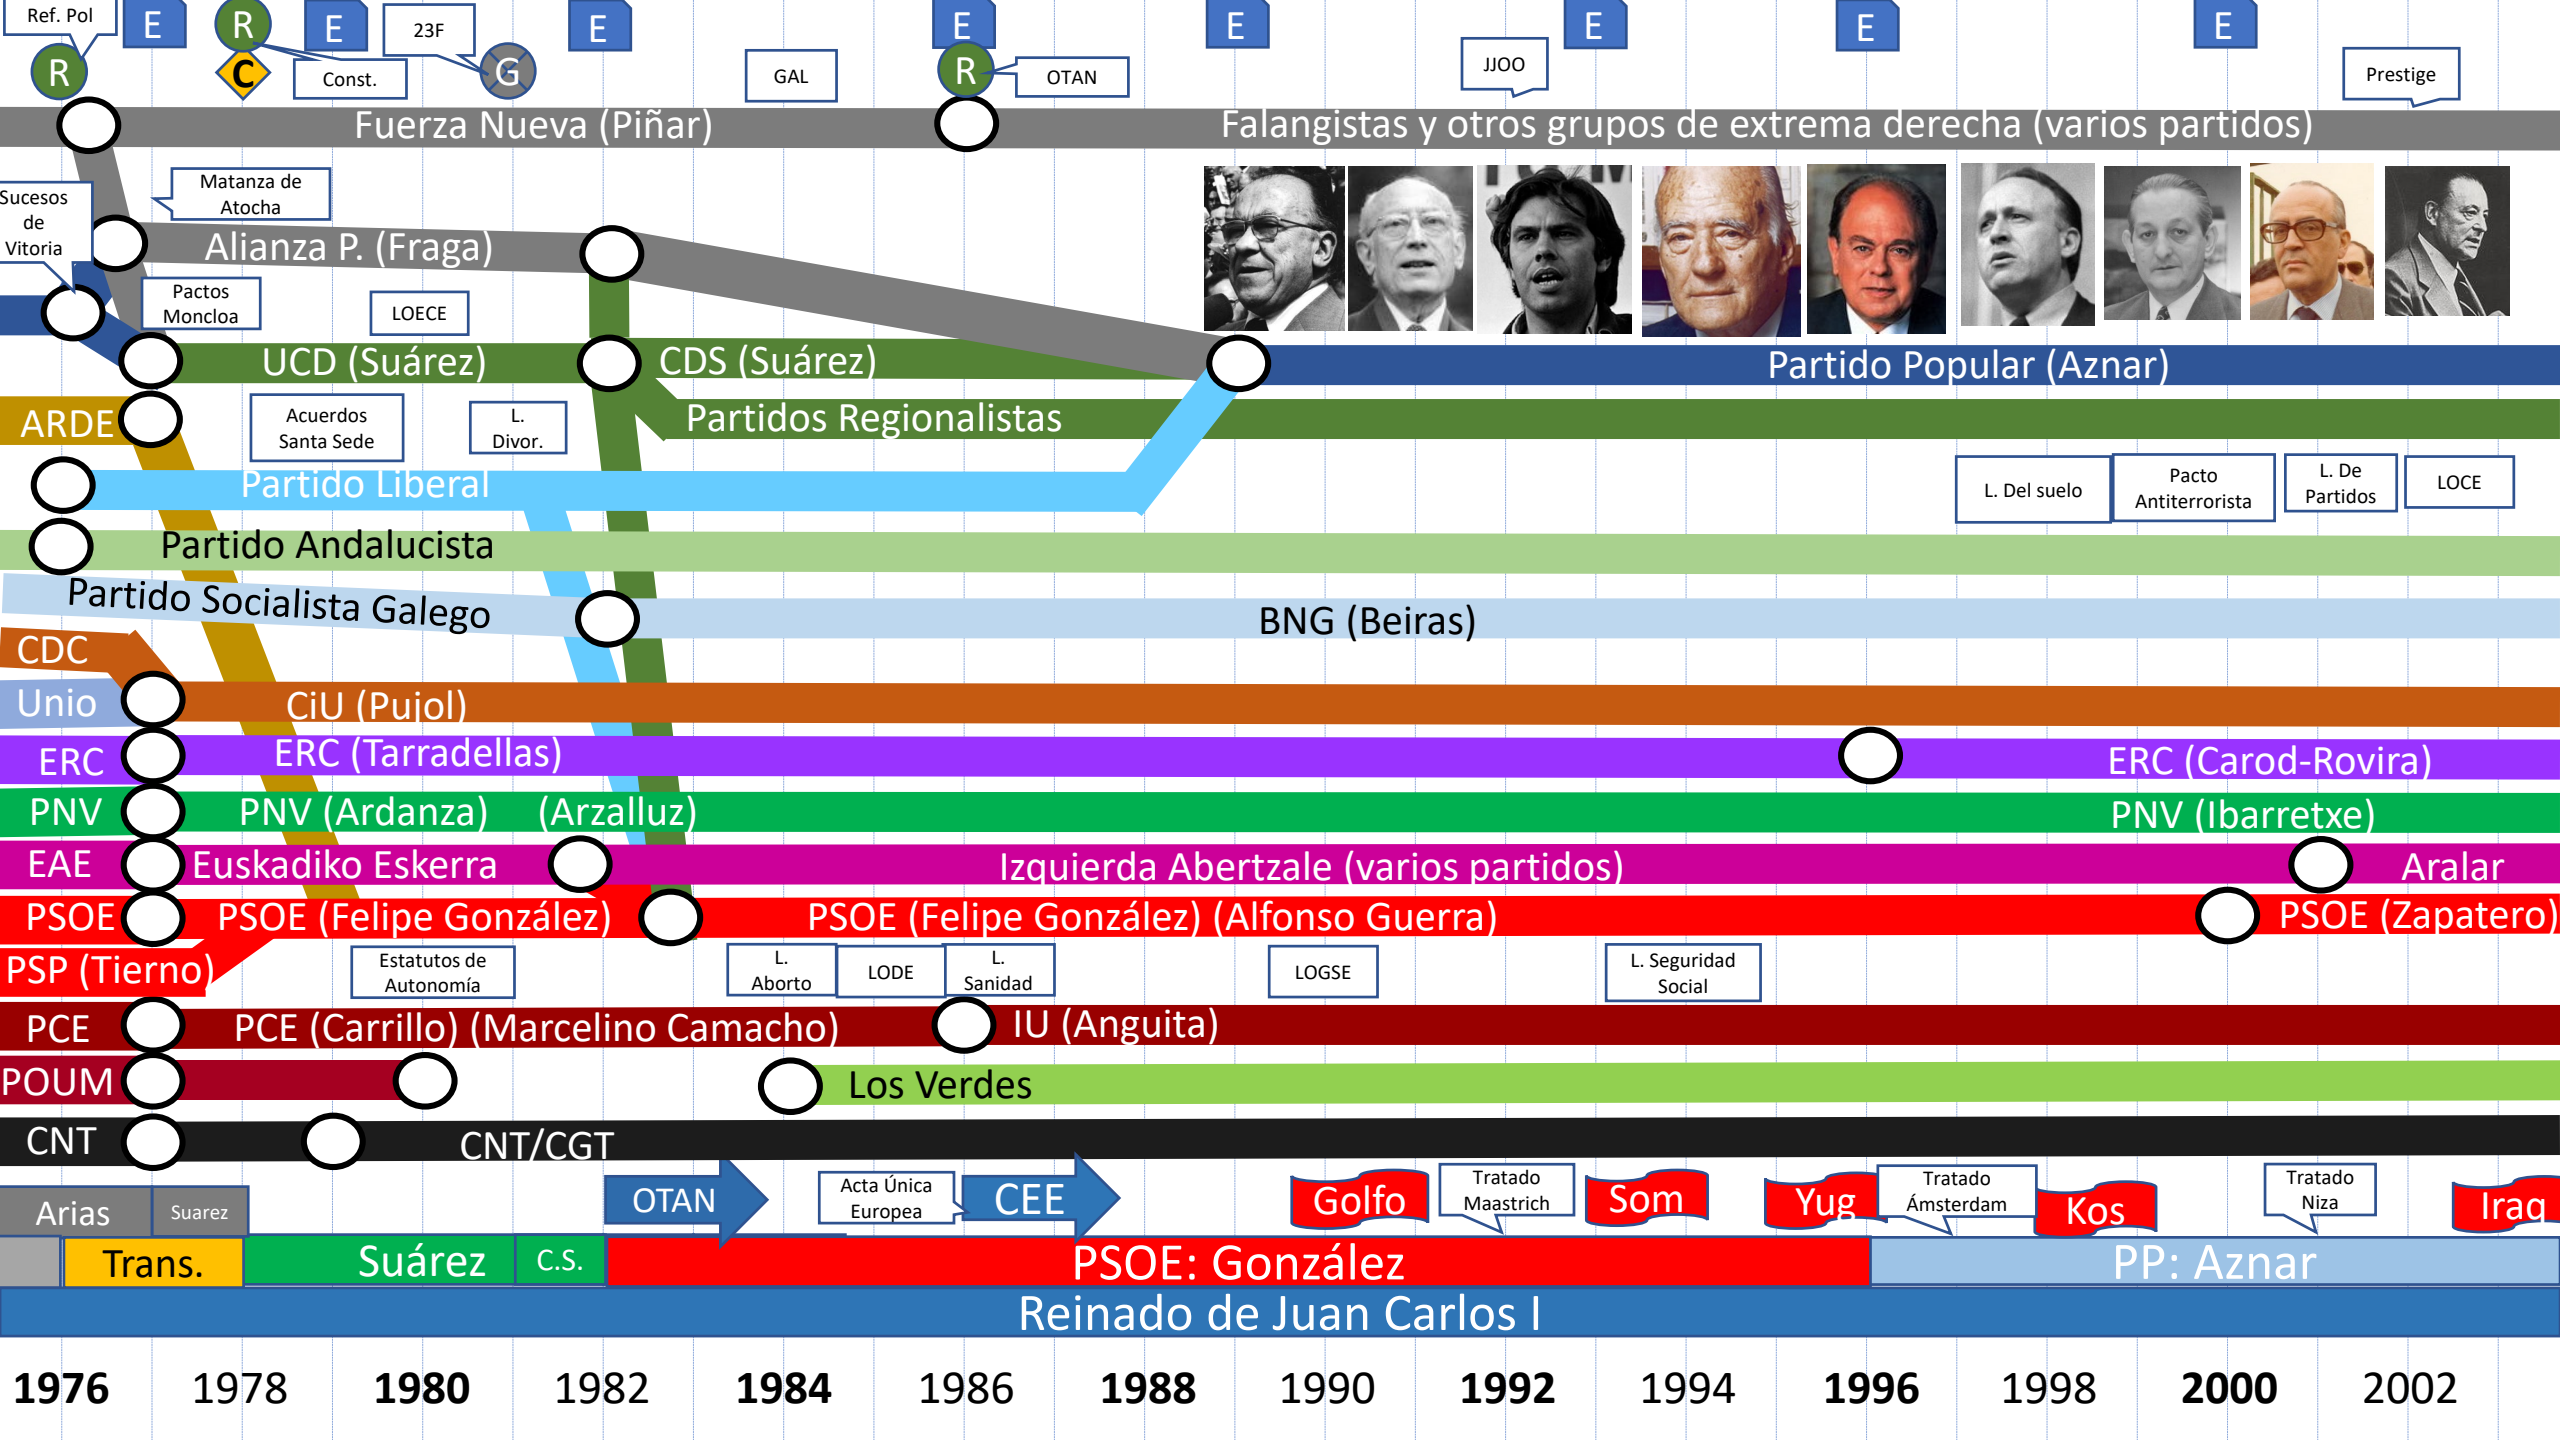 Ref. Pol
E
R
E
23F
E
E
E
E
E
E
R
C
Const.
G
GAL
R
OTAN
JJOO
Prestige
Fuerza Nueva (Piñar)
Falangistas y otros grupos de extrema derecha (varios partidos)
Sucesos
de
Vitoria
Matanza de
Atocha
Alianza P. (Fraga)
Pactos
Moncloa
LOECE
UCD (Suárez)
CDS (Suárez)
Partido Popular (Aznar)
ARDE
Acuerdos
Santa Sede
L.
Divor.
Partidos Regionalistas
Partido Liberal
L. Del suelo
Pacto
Antiterrorista
L. De
Partidos
LOCE
Partido Andalucista
Partido Socialista Galego
BNG (Beiras)
CDC
Unio
CiU (Pujol)
ERC
ERC (Tarradellas)
ERC (Carod-Rovira)
PNV
PNV (Ardanza)
(Arzalluz)
PNV (Ibarretxe)
EAE
Euskadiko Eskerra
Izquierda Abertzale (varios partidos)
Aralar
PSOE
PSOE (Felipe González)
PSOE (Felipe González) (Alfonso Guerra)
PSOE (Zapatero)
PSP (Tierno)
Estatutos de
Autonomía
L.
Aborto
LODE
L.
Sanidad
LOGSE
L. Seguridad
Social
PCE
PCE (Carrillo) (Marcelino Camacho)
IU (Anguita)
POUM
Los Verdes
CNT
CNT/CGT
Arias
Suarez
OTAN
Acta Única
Europea
CEE
Golfo
Tratado
Maastrich
Som
Yug
Tratado
Ámsterdam
Kos
Tratado
Niza
Iraq
Trans.
Suárez
C.S.
PSOE: González
PP: Aznar
Reinado de Juan Carlos I
1976 1978 1980 1982 1984 1986 1988 1990 1992 1994 1996 1998 2000 2002